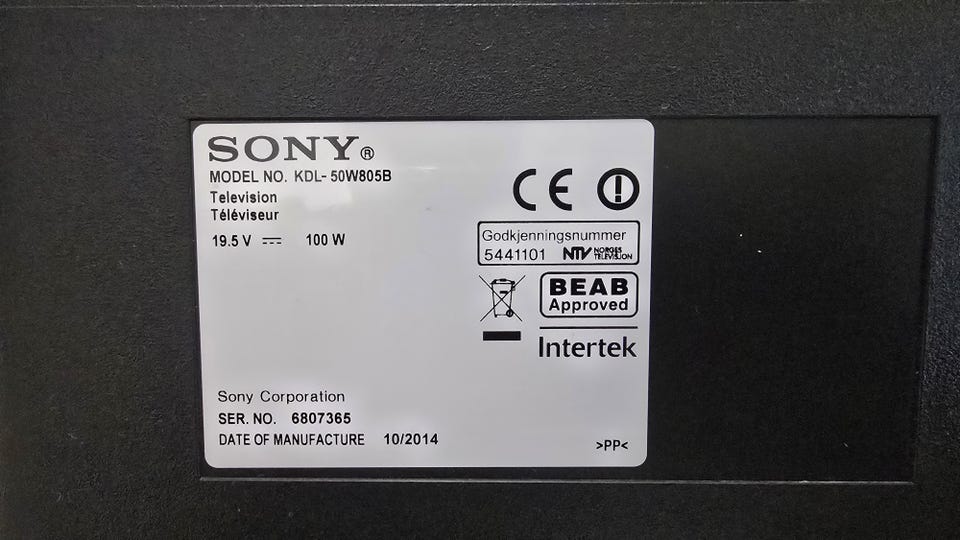 SONY®
MODEL NO. KDL-50W805B
Television
Téléviseur
19.5 V ⎓ 100 W
CE
Godkjenningsnummer
5441101 NTV NORGES TELEVISJON
BEAB
Approved
Intertek
Sony Corporation
SER. NO. 6807365
DATE OF MANUFACTURE 10/2014
>PP<